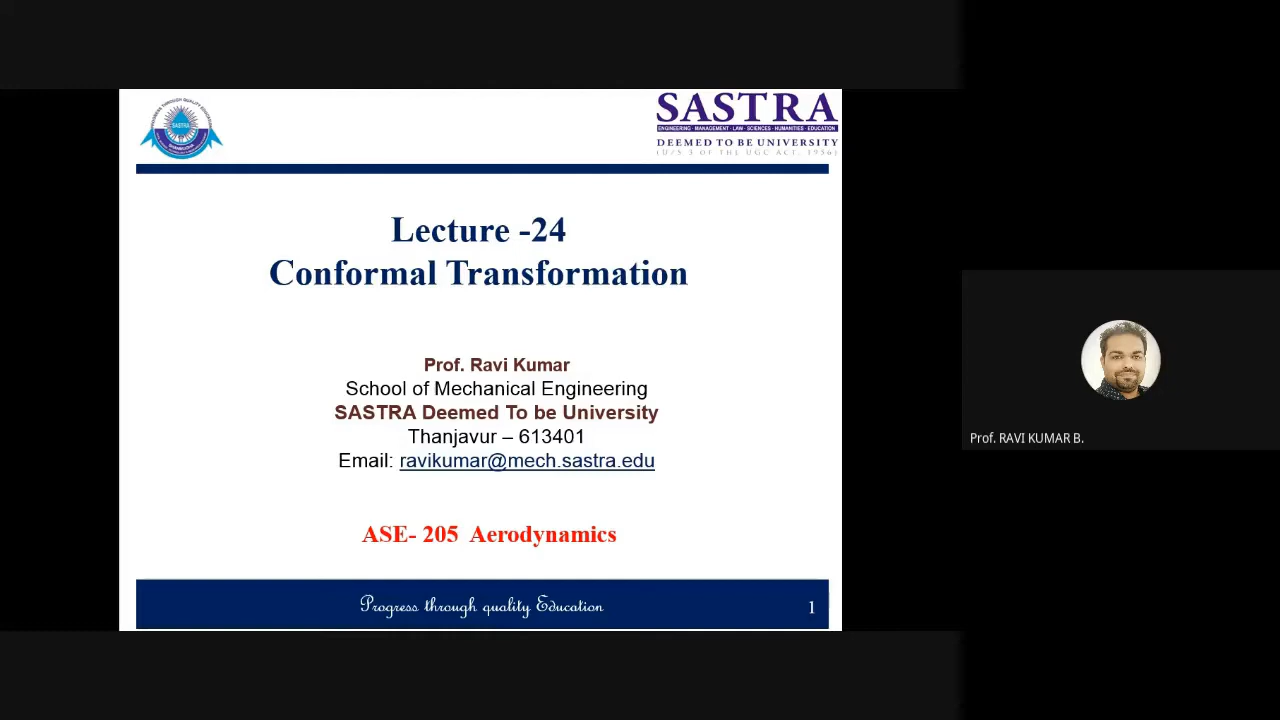 SASTRA
ENGINEERING · MANAGEMENT · LAW · SCIENCES · HUMANITIES · EDUCATION
DEEMED TO BE UNIVERSITY
(U/S 3 OF THE UGC ACT, 1956)
SASTRA
Lecture -24
Conformal Transformation
Prof. Ravi Kumar
School of Mechanical Engineering
SASTRA Deemed To be University
Thanjavur – 613401
Email: ravikumar@mech.sastra.edu
Prof. RAVI KUMAR B.
ASE- 205 Aerodynamics
Progress through quality Education
1